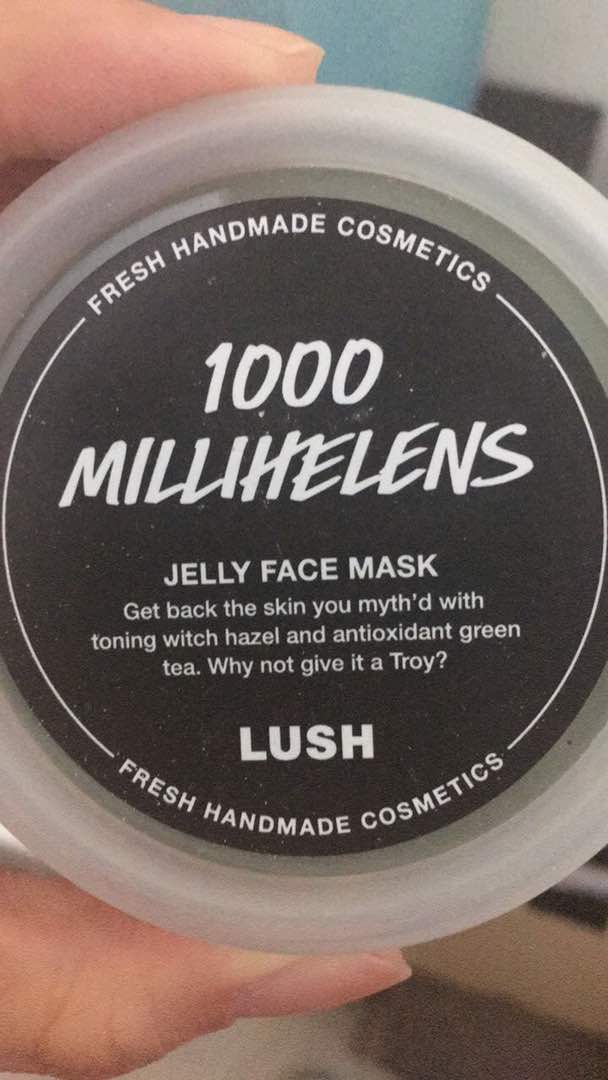 FRESH HANDMADE COSMETICS
1000
MILLIHELENS
JELLY FACE MASK
Get back the skin you myth'd with
toning witch hazel and antioxidant green
tea. Why not give it a Troy?
LUSH
FRESH HANDMADE COSMETICS